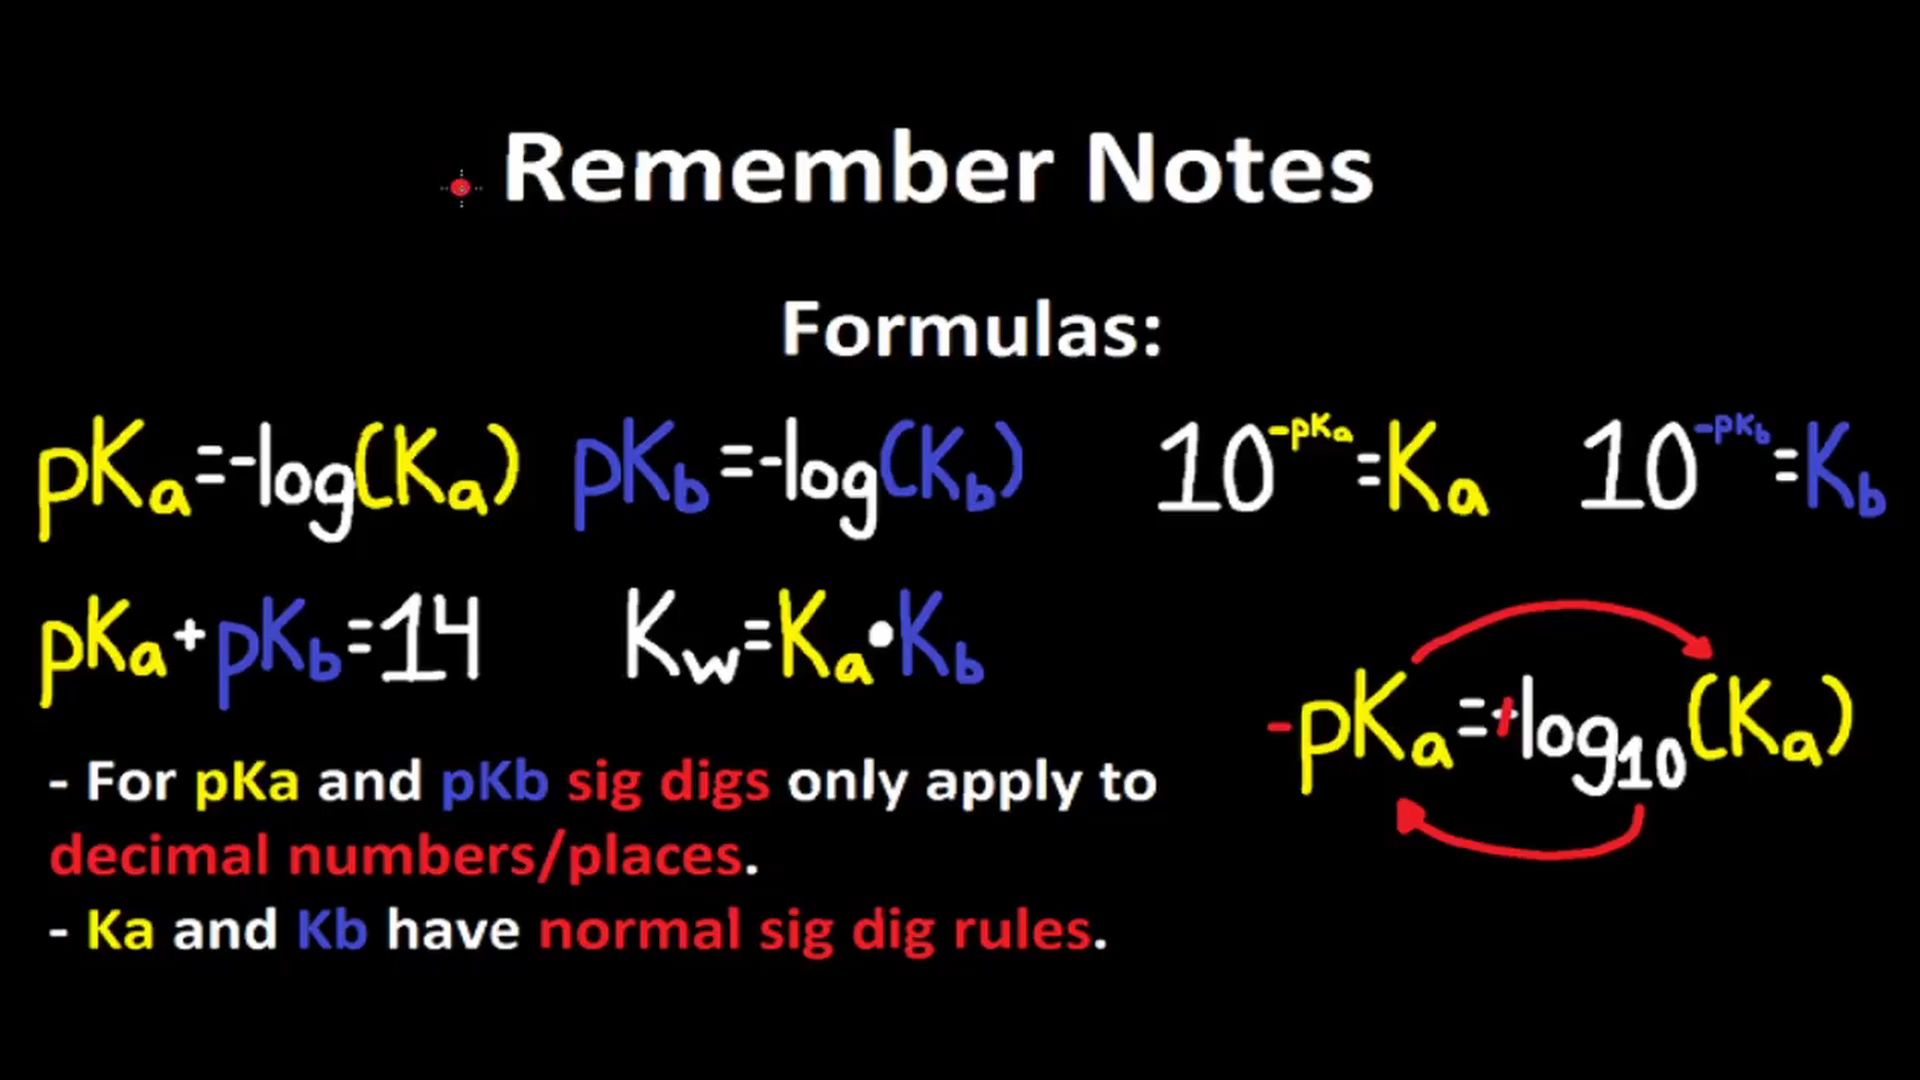 Remember Notes
Formulas:
pKa=-log(Ka) pKb=-log(Kb) 10^-pKa=Ka 10^-pKb=Kb
pKa+pKb=14 Kw=Ka•Kb
-pKa=-log10(Ka)
- For pKa and pKb sig digs only apply to
decimal numbers/places.
- Ka and Kb have normal sig dig rules.